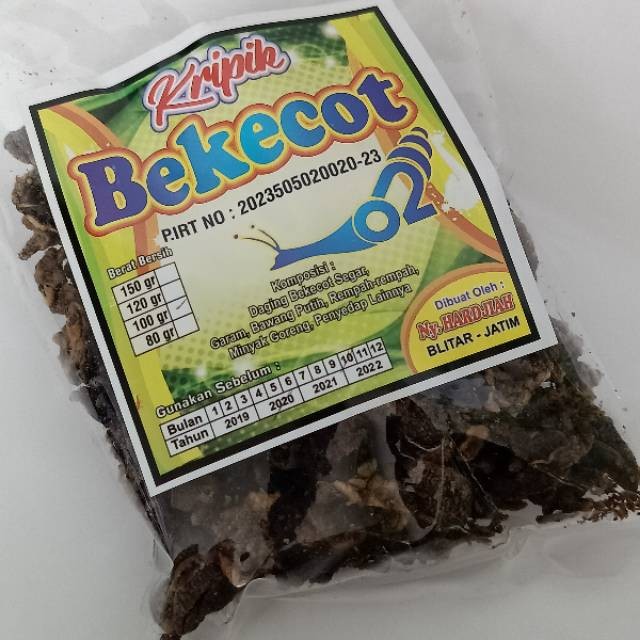 Kripik
Bekecot
P.IRT NO : 2023505020020-23
02
Berat Bersih
150 gr
120 gr
100 gr
80 gr
Komposisi :
Daging Bekecot Segar,
Garam, Bawang Putih, Rempah-rempah,
Minyak Goreng, Penyedap Lainnya
Dibuat Oleh :
Ny. HARDJIAH
BLITAR - JATIM
Gunakan Sebelum :
Bulan 1 2 3 4 5 6 7 8 9 10 11 12
Tahun 2019 2020 2021 2022